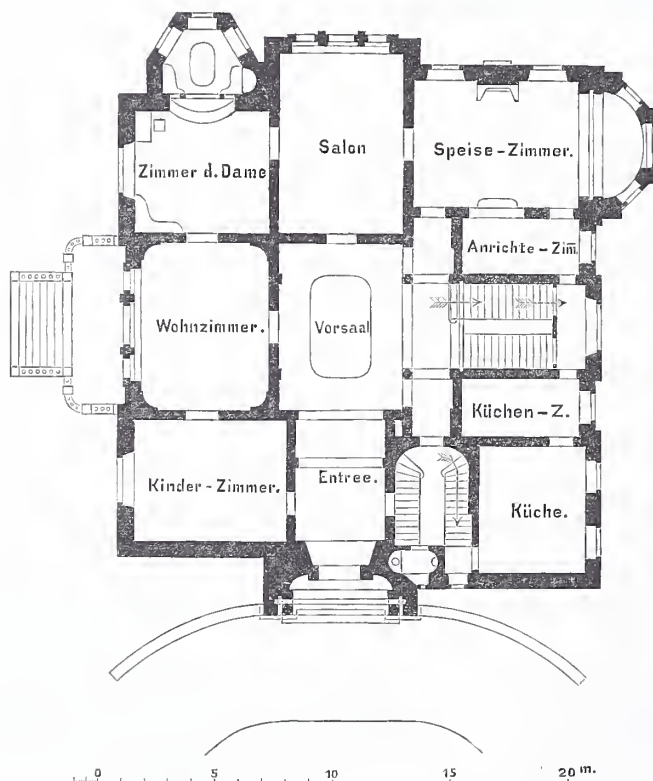 Salon
Speise-Zimmer.
Zimmer d. Dame
Anrichte-Zim̄.
Wohnzimmer.
Vorsaal
Küchen-Z.
Kinder-Zimmer.
Entree.
Küche.
0 5 10 15 20 m.